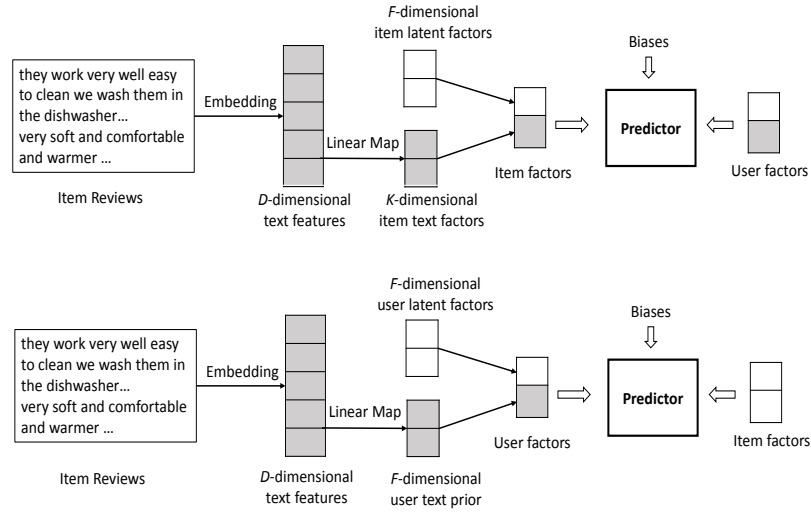 F-dimensional
item latent factors
Biases
they work very well easy
to clean we wash them in
the dishwasher…
very soft and comfortable
and warmer …
Embedding
Linear Map
Predictor
Item Reviews
D-dimensional
text features
K-dimensional
item text factors
Item factors
User factors
F-dimensional
user latent factors
Biases
they work very well easy
to clean we wash them in
the dishwasher…
very soft and comfortable
and warmer …
Embedding
Linear Map
Predictor
Item Reviews
D-dimensional
text features
F-dimensional
user text prior
User factors
Item factors